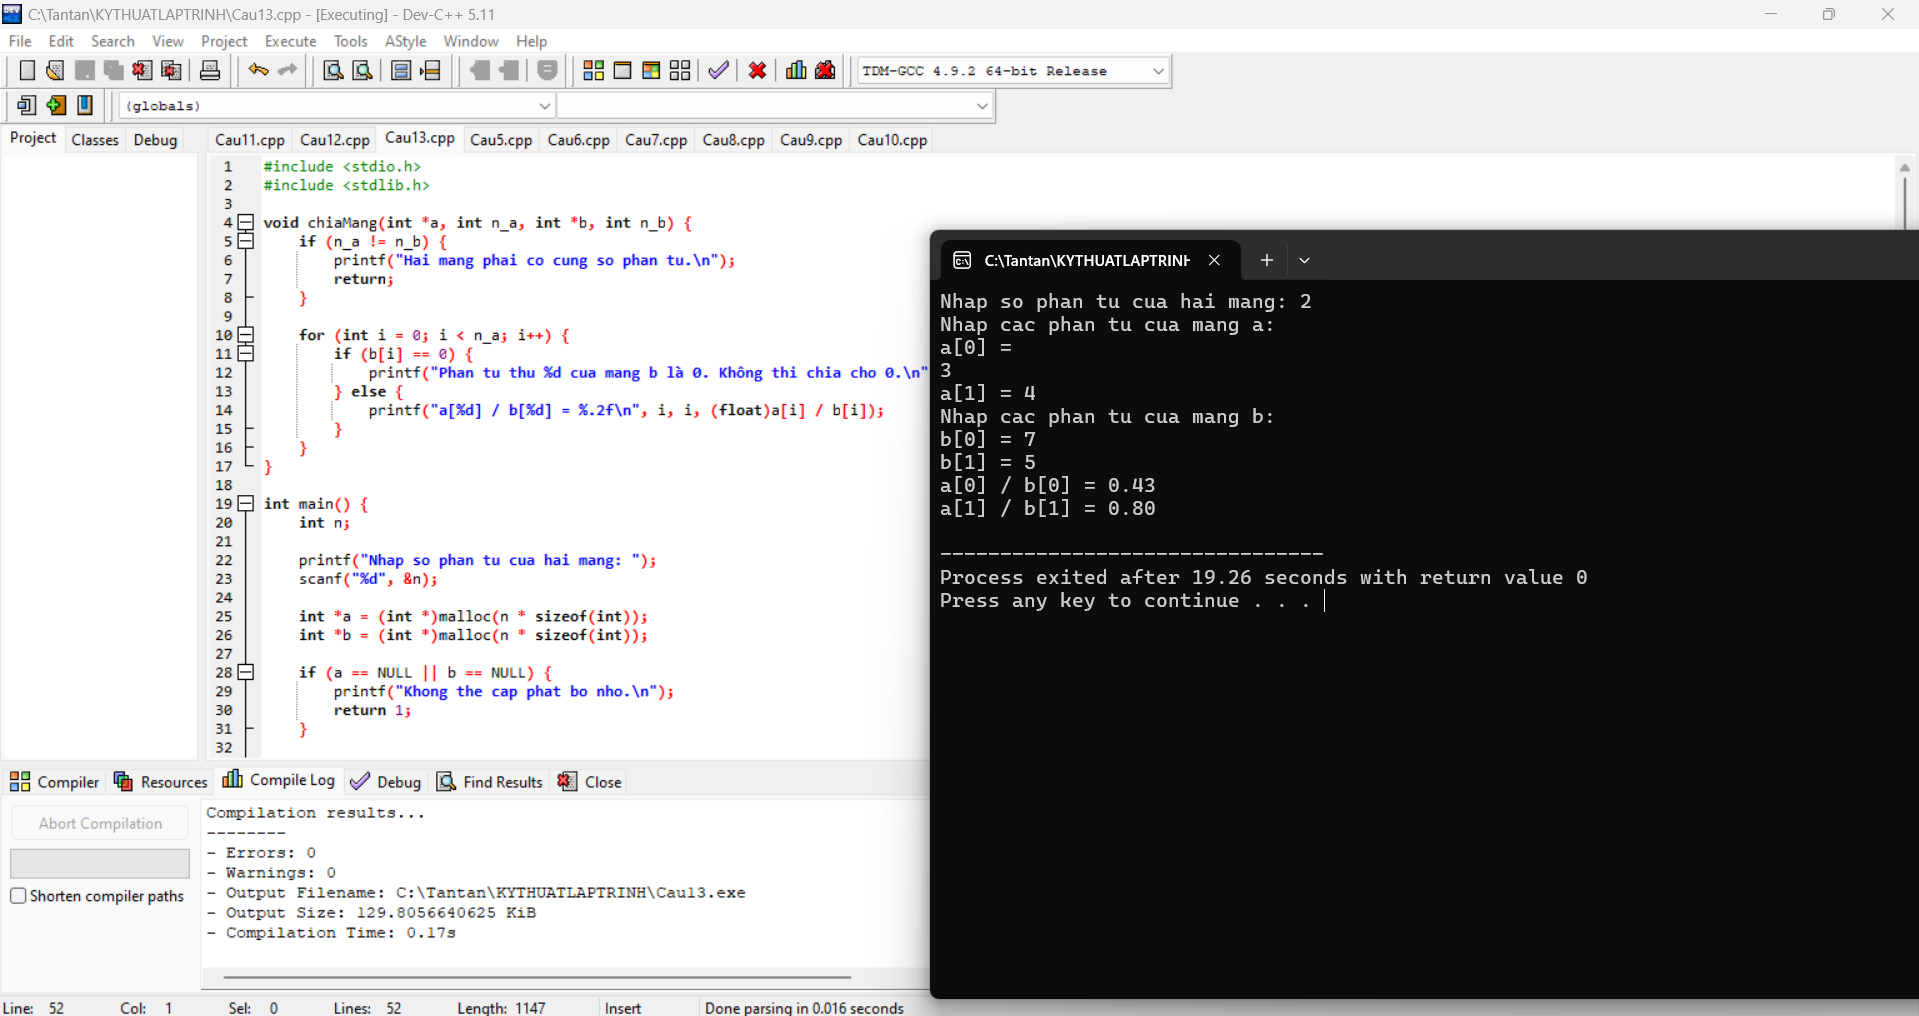 C:\Tantan\KYTHUATLAPTRINH\Cau13.cpp - [Executing] - Dev-C++ 5.11
File Edit Search View Project Execute Tools AStyle Window Help
TDM-GCC 4.9.2 64-bit Release
(globals)
Project Classes Debug
Cau11.cpp Cau12.cpp Cau13.cpp Cau5.cpp Cau6.cpp Cau7.cpp Cau8.cpp Cau9.cpp Cau10.cpp
1 #include <stdio.h>
2 #include <stdlib.h>
3
4 void chiaMang(int *a, int n_a, int *b, int n_b) {
5 if (n_a != n_b) {
6 printf("Hai mang phai co cung so phan tu.\n");
7 return;
8 }
9
10 for (int i = 0; i < n_a; i++) {
11 if (b[i] == 0) {
12 printf("Phan tu thu %d cua mang b là 0. Không thi chia cho 0.\n"
13 } else {
14 printf("a[%d] / b[%d] = %.2f\n", i, i, (float)a[i] / b[i]);
15 }
16 }
17 }
18
19 int main() {
20 int n;
21
22 printf("Nhap so phan tu cua hai mang: ");
23 scanf("%d", &n);
24
25 int *a = (int *)malloc(n * sizeof(int));
26 int *b = (int *)malloc(n * sizeof(int));
27
28 if (a == NULL || b == NULL) {
29 printf("Khong the cap phat bo nho.\n");
30 return 1;
31 }
32
C:\Tantan\KYTHUATLAPTRINH
Nhap so phan tu cua hai mang: 2
Nhap cac phan tu cua mang a:
a[0] =
3
a[1] = 4
Nhap cac phan tu cua mang b:
b[0] = 7
b[1] = 5
a[0] / b[0] = 0.43
a[1] / b[1] = 0.80
--------------------------------
Process exited after 19.26 seconds with return value 0
Press any key to continue . . .
Compiler Resources Compile Log Debug Find Results Close
Abort Compilation
Shorten compiler paths
Compilation results...
--------
- Errors: 0
- Warnings: 0
- Output Filename: C:\Tantan\KYTHUATLAPTRINH\Cau13.exe
- Output Size: 129.8056640625 KiB
- Compilation Time: 0.17s
Line: 52 Col: 1 Sel: 0 Lines: 52 Length: 1147 Insert Done parsing in 0.016 seconds